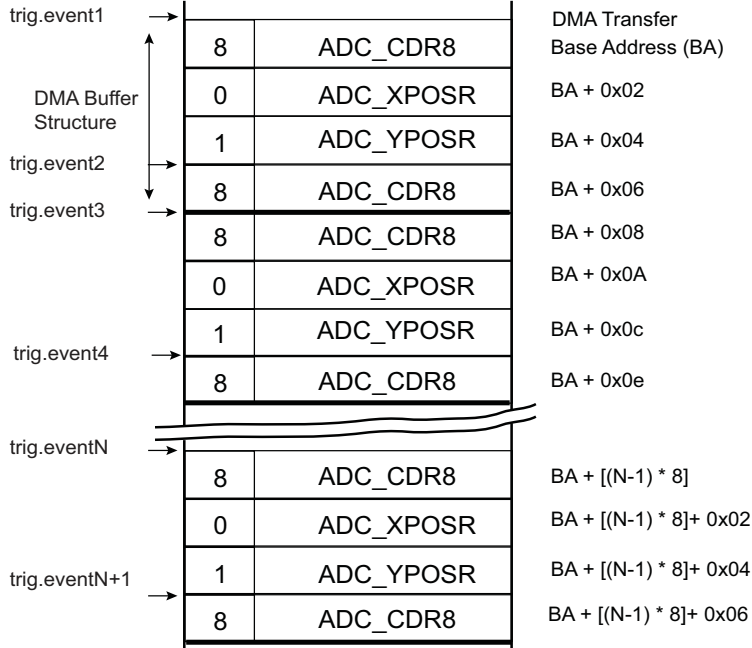 trig.event1
DMA Transfer
8 ADC_CDR8 Base Address (BA)
DMA Buffer
Structure
0 ADC_XPOSR BA + 0x02
1 ADC_YPOSR BA + 0x04
trig.event2
8 ADC_CDR8 BA + 0x06
trig.event3
8 ADC_CDR8 BA + 0x08
0 ADC_XPOSR BA + 0x0A
1 ADC_YPOSR BA + 0x0c
trig.event4
8 ADC_CDR8 BA + 0x0e
trig.eventN
8 ADC_CDR8 BA + [(N-1) * 8]
0 ADC_XPOSR BA + [(N-1) * 8]+ 0x02
1 ADC_YPOSR BA + [(N-1) * 8]+ 0x04
trig.eventN+1
8 ADC_CDR8 BA + [(N-1) * 8]+ 0x06